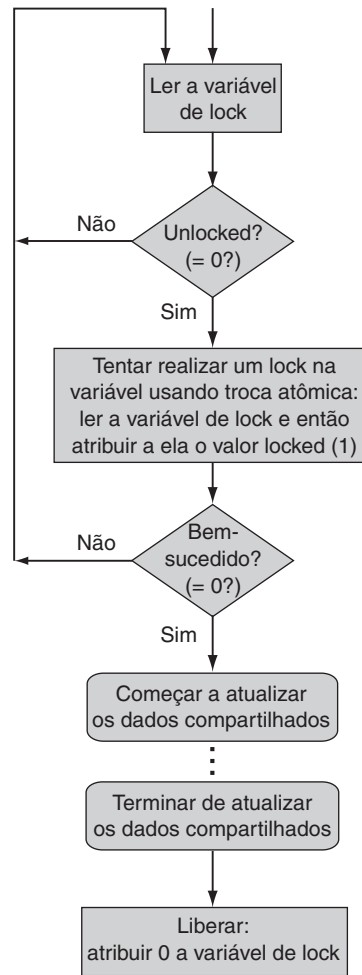 Ler a variável
de lock
Não
Unlocked?
(= 0?)
Sim
Tentar realizar um lock na
variável usando troca atômica:
ler a variável de lock e então
atribuir a ela o valor locked (1)
Não
Bem-
sucedido?
(= 0?)
Sim
Começar a atualizar
os dados compartilhados
Terminar de atualizar
os dados compartilhados
Liberar:
atribuir 0 a variável de lock